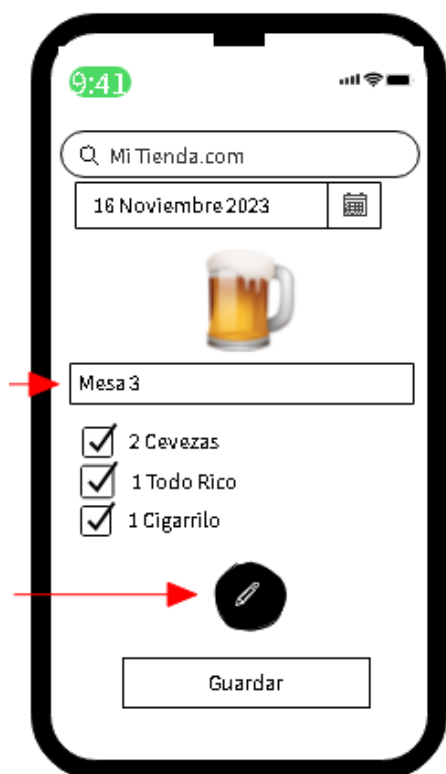 9:41
Mi Tienda.com
16 Noviembre 2023
Mesa 3
2 Cevezas
1 Todo Rico
1 Cigarrilo
Guardar